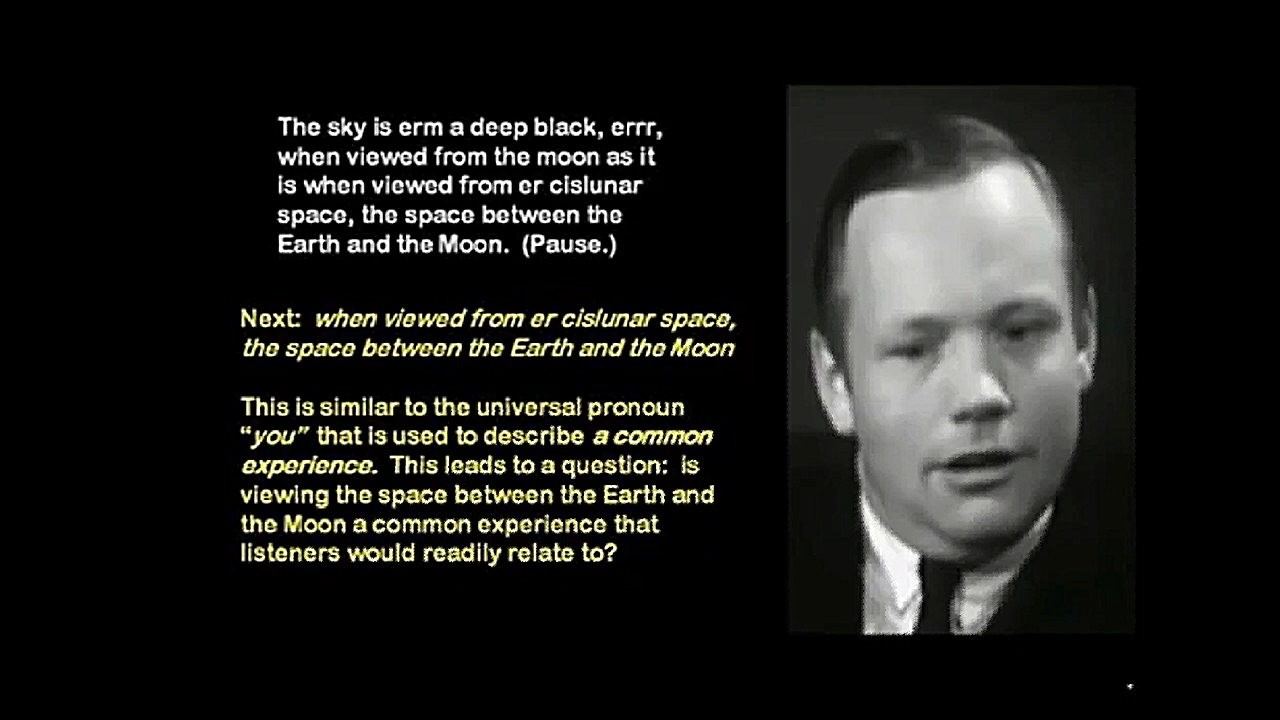 The sky is erm a deep black, errr,
when viewed from the moon as it
is when viewed from er cislunar
space, the space between the
Earth and the Moon.  (Pause.)
Next:  when viewed from er cislunar space,
the space between the Earth and the Moon
This is similar to the universal pronoun
“you” that is used to describe a common
experience.  This leads to a question:  is
viewing the space between the Earth and
the Moon a common experience that
listeners would readily relate to?